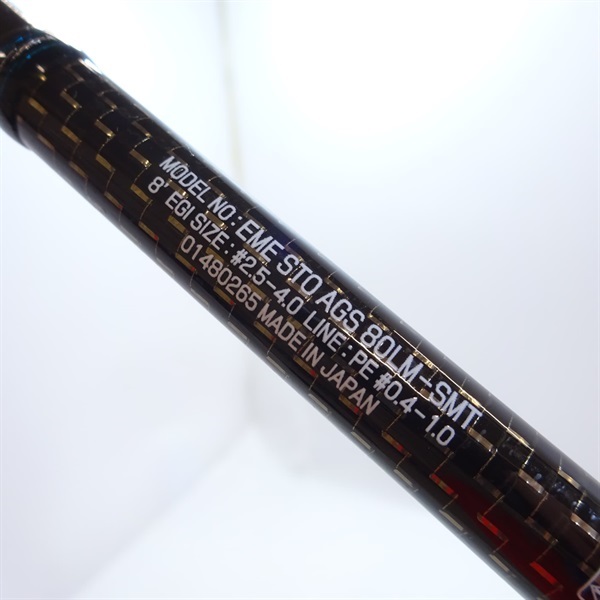 MODEL NO : EME STO AGS 80LM-SMT
8' EGI SIZE : #2.5-4.0 LINE : PE #0.4-1.0
01480265 MADE IN JAPAN